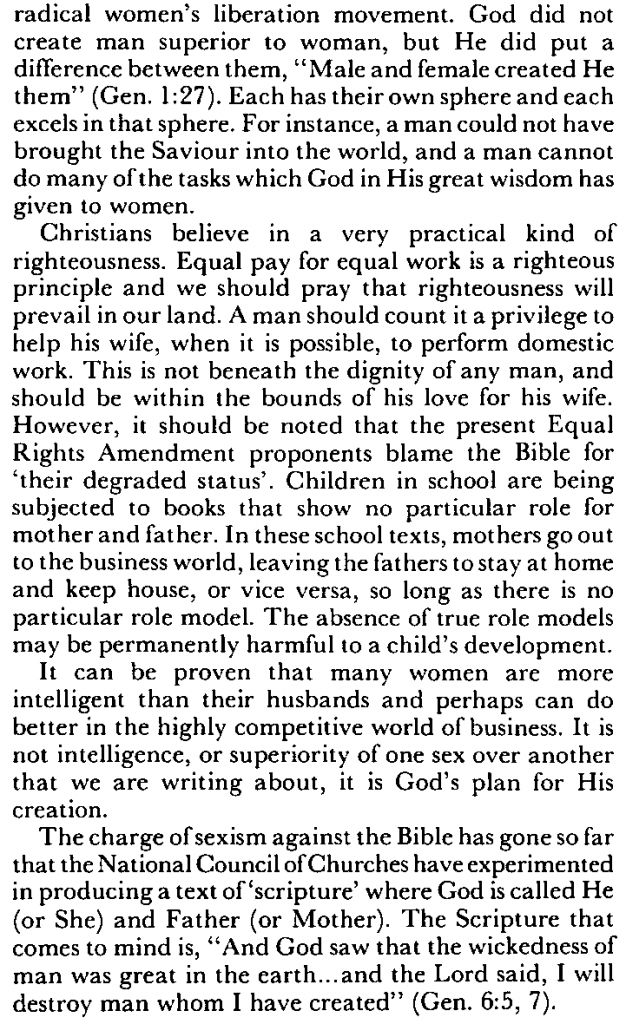 radical women's liberation movement. God did not
create man superior to woman, but He did put a
difference between them, "Male and female created He
them" (Gen. 1:27). Each has their own sphere and each
excels in that sphere. For instance, a man could not have
brought the Saviour into the world, and a man cannot
do many of the tasks which God in His great wisdom has
given to women.
Christians believe in a very practical kind of
righteousness. Equal pay for equal work is a righteous
principle and we should pray that righteousness will
prevail in our land. A man should count it a privilege to
help his wife, when it is possible, to perform domestic
work. This is not beneath the dignity of any man, and
should be within the bounds of his love for his wife.
However, it should be noted that the present Equal
Rights Amendment proponents blame the Bible for
'their degraded status'. Children in school are being
subjected to books that show no particular role for
mother and father. In these school texts, mothers go out
to the business world, leaving the fathers to stay at home
and keep house, or vice versa, so long as there is no
particular role model. The absence of true role models
may be permanently harmful to a child's development.
It can be proven that many women are more
intelligent than their husbands and perhaps can do
better in the highly competitive world of business. It is
not intelligence, or superiority of one sex over another
that we are writing about, it is God's plan for His
creation.
The charge of sexism against the Bible has gone so far
that the National Council of Churches have experimented
in producing a text of 'scripture' where God is called He
(or She) and Father (or Mother). The Scripture that
comes to mind is, "And God saw that the wickedness of
man was great in the earth...and the Lord said, I will
destroy man whom I have created" (Gen. 6:5, 7).